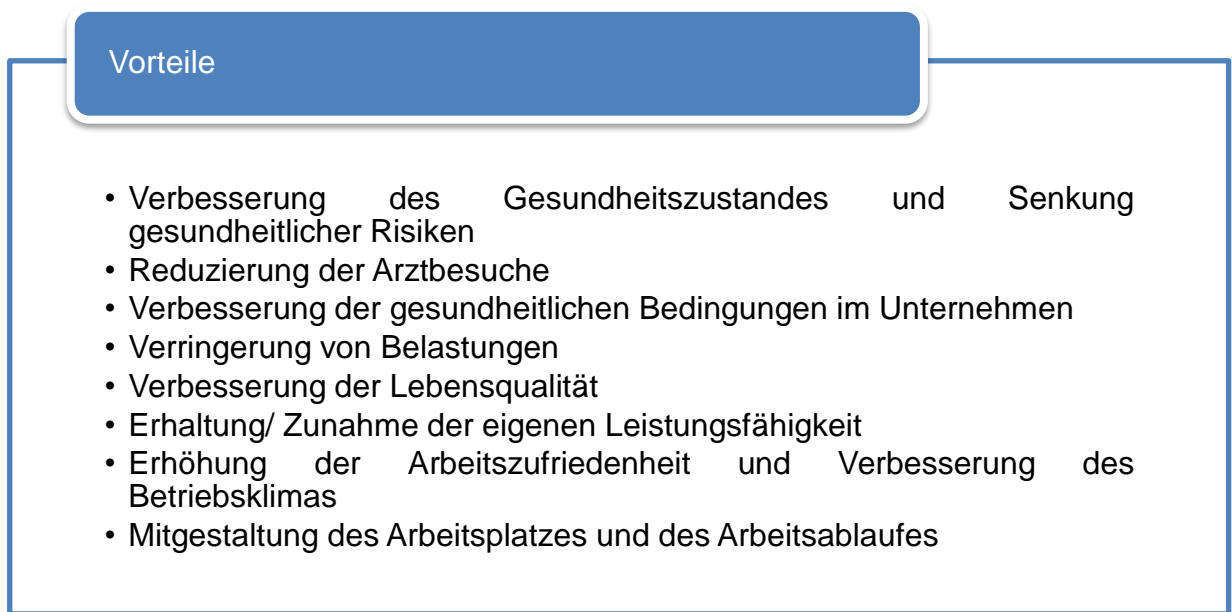 Vorteile
• Verbesserung des Gesundheitszustandes und Senkung
gesundheitlicher Risiken
• Reduzierung der Arztbesuche
• Verbesserung der gesundheitlichen Bedingungen im Unternehmen
• Verringerung von Belastungen
• Verbesserung der Lebensqualität
• Erhaltung/ Zunahme der eigenen Leistungsfähigkeit
• Erhöhung der Arbeitszufriedenheit und Verbesserung des
Betriebsklimas
• Mitgestaltung des Arbeitsplatzes und des Arbeitsablaufes